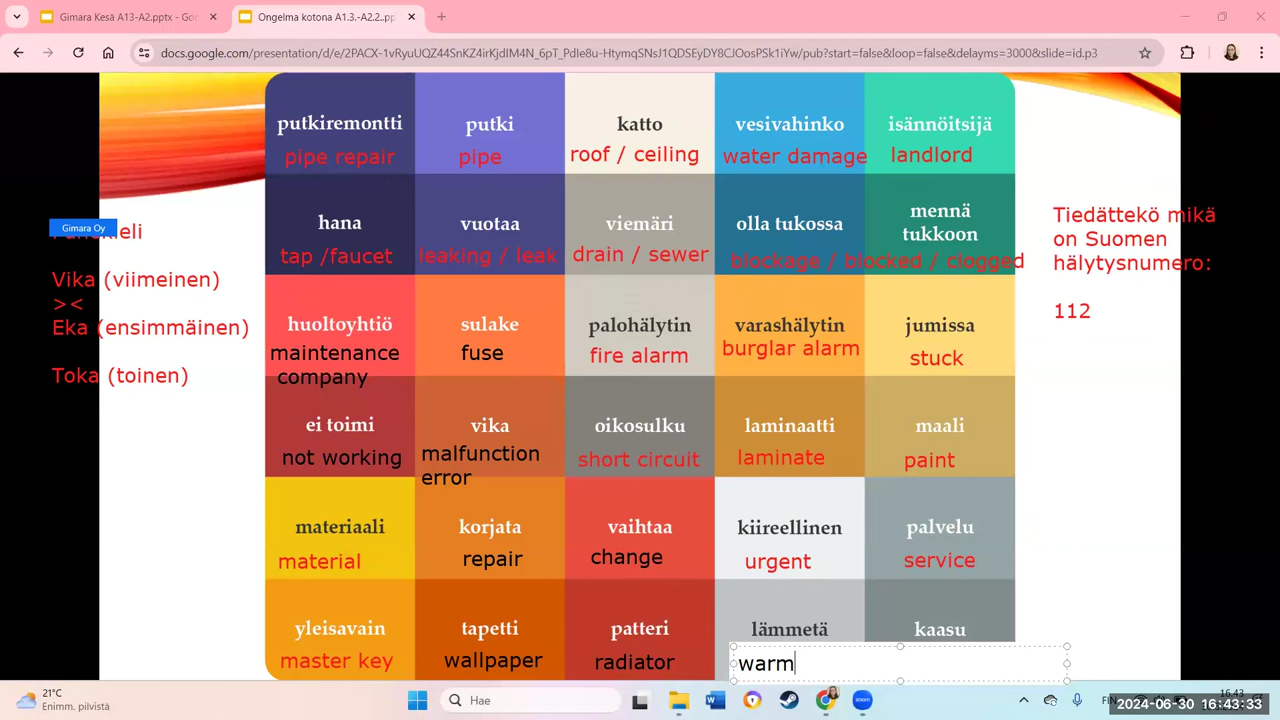 Gimara Kesä A13-A2.pptx - Goo
Ongelma kotona A1.3.-A2.2..pp
docs.google.com/presentation/d/e/2PACX-1vRyuUQZ44SnKZ4irKjdIM4N_6pT_PdIe8u-HtymqSNsJ1QDSEyDY8CJOosPSk1iYw/pub?start=false&loop=false&delayms=3000&slide=id.p3
putkiremontti
pipe repair
putki
pipe
katto
roof / ceiling
vesivahinko
water damage
isännöitsijä
landlord
Gimara Oy
Vika (viimeinen)
><
Eka (ensimmäinen)
Toka (toinen)
hana
tap /faucet
vuotaa
leaking / leak
viemäri
drain / sewer
olla tukossa
mennä
tukkoon
blockage / blocked / clogged
Tiedättekö mikä
on Suomen
hälytysnumero:
112
huoltoyhtiö
maintenance
company
sulake
fuse
palohälytin
fire alarm
varashälytin
burglar alarm
jumissa
stuck
ei toimi
not working
vika
malfunction
error
oikosulku
short circuit
laminaatti
laminate
maali
paint
materiaali
material
korjata
repair
vaihtaa
change
kiireellinen
urgent
palvelu
service
yleisavain
master key
tapetti
wallpaper
patteri
radiator
lämmetä
warm
kaasu
21°C
Enimm. pilvistä
Hae
FIN
16.43
2024-06-30 16:43:33